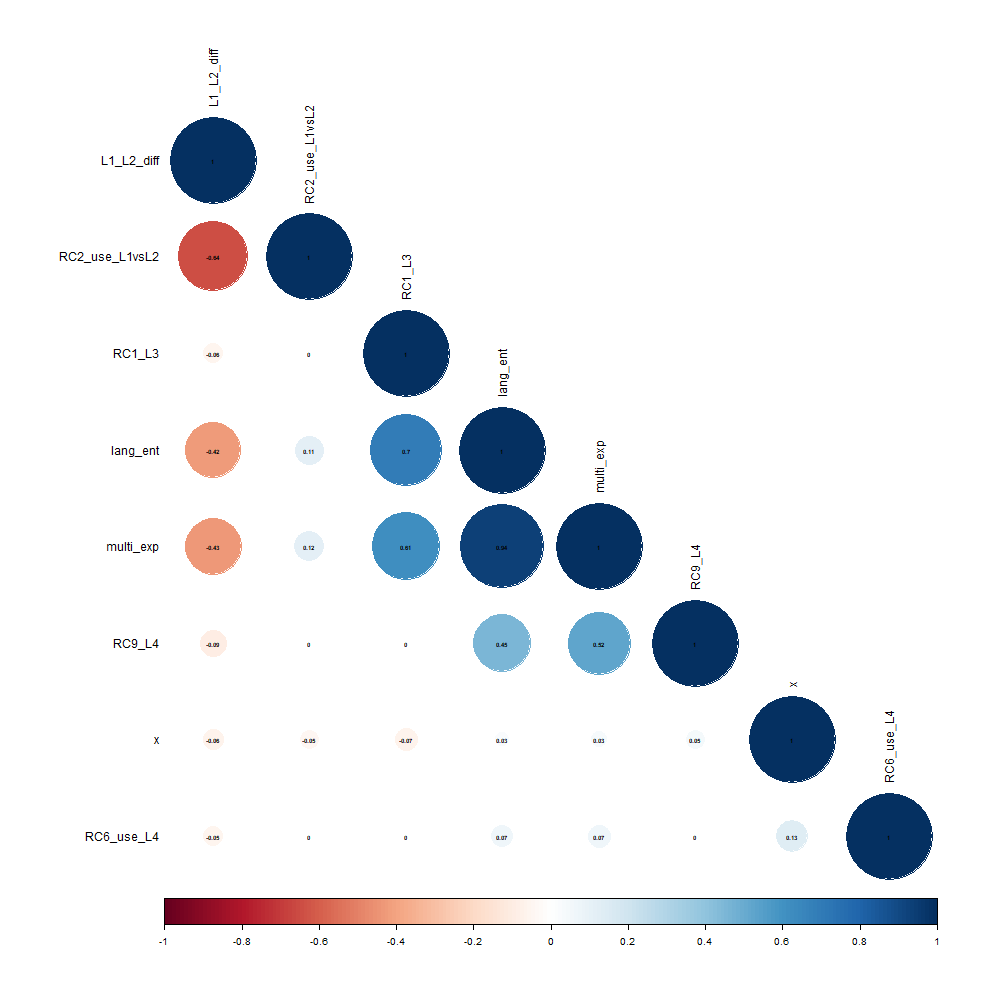 L1_L2_diff
L1_L2_diff 1
RC2_use_L1vsL2
RC2_use_L1vsL2 -0.64 1
RC1_L3
RC1_L3 -0.06 0 1
lang_ent
lang_ent -0.42 0.11 0.7 1
multi_exp
multi_exp -0.43 0.12 0.61 0.94 1
RC9_L4
RC9_L4 -0.09 0 0 0.45 0.52 1
x
x -0.06 -0.05 -0.07 0.03 0.03 0.05 1
RC6_use_L4
RC6_use_L4 -0.05 0 0 0.07 0.07 0 0.13 1
-1 -0.8 -0.6 -0.4 -0.2 0 0.2 0.4 0.6 0.8 1